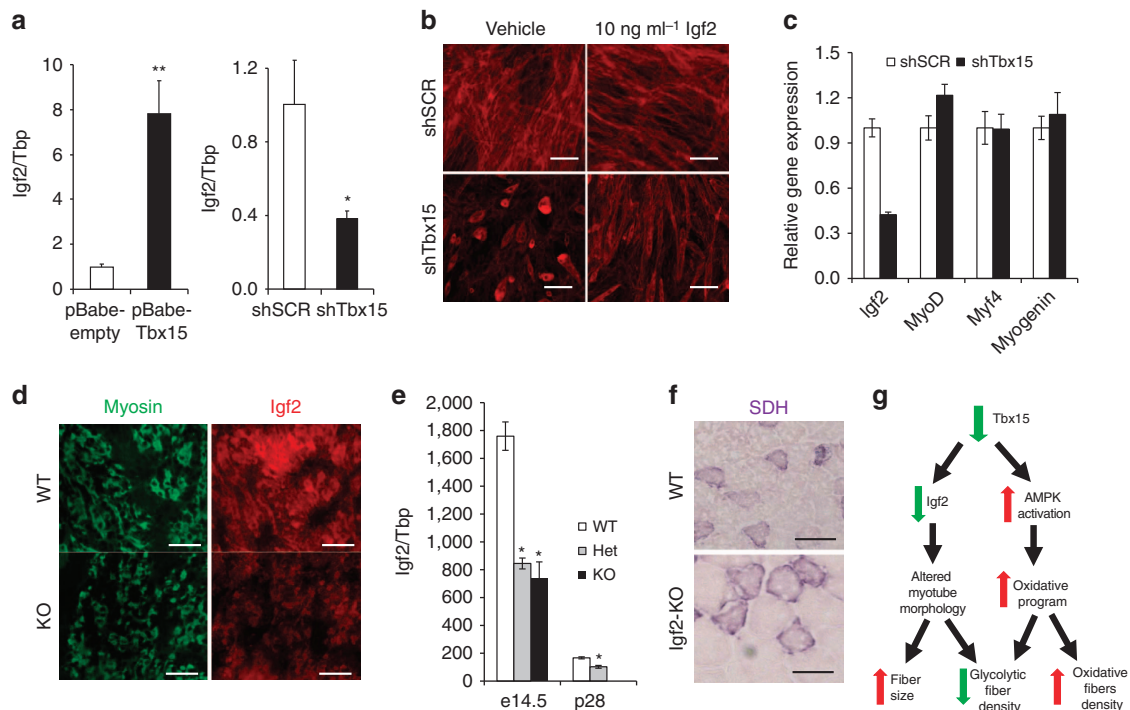 a
Igf2/Tbp
10
8
6
4
2
0
**
pBabe-
empty
pBabe-
Tbx15
Igf2/Tbp
1.2
0.8
0.4
0.0
*
shSCR shTbx15
b
Vehicle
10 ng ml⁻¹ Igf2
shSCR
shTbx15
c
Relative gene expression
1.5
1.2
0.9
0.6
0.3
0.0
shSCR
shTbx15
Igf2
MyoD
Myf4
Myogenin
d
Myosin
Igf2
WT
KO
e
Igf2/Tbp
2,000
1,800
1,600
1,400
1,200
1,000
800
600
400
200
0
* *
*
WT
Het
KO
e14.5
p28
f
SDH
WT
Igf2-KO
g
Tbx15
Igf2
AMPK
activation
Altered
myotube
morphology
Oxidative
program
Fiber
size
Glycolytic
fiber
density
Oxidative
fibers
density